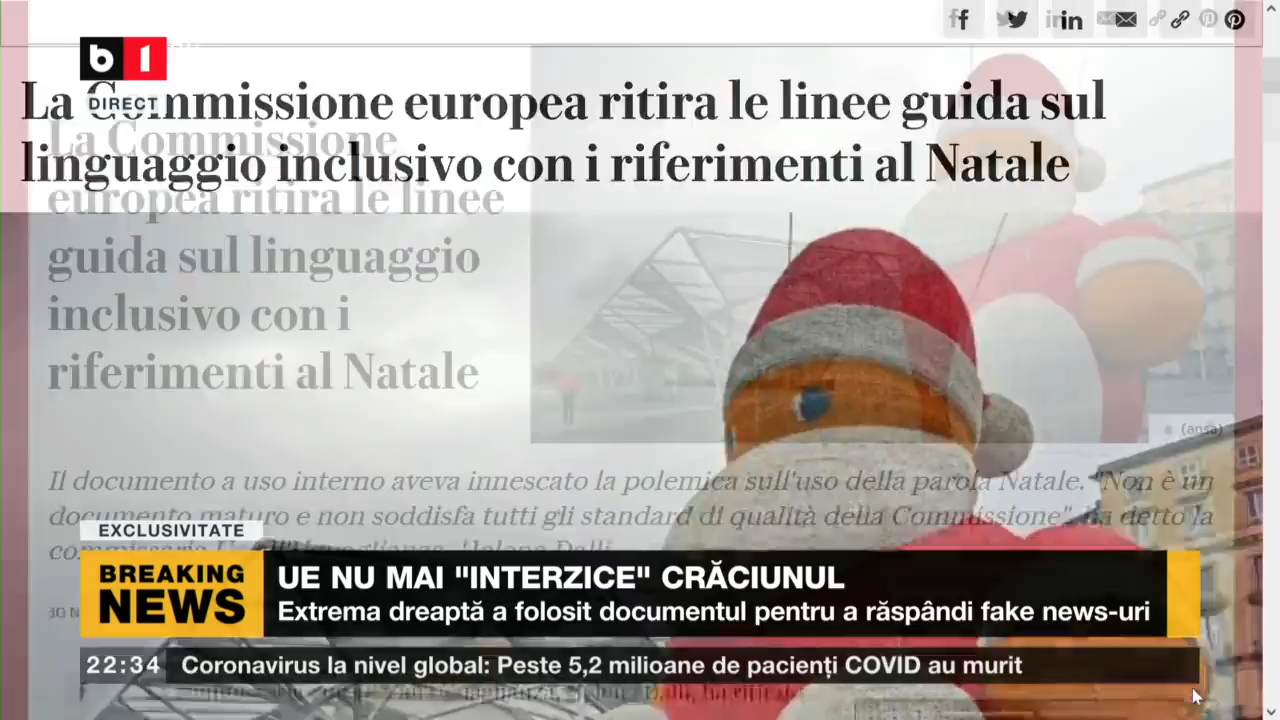 b 1
DIRECT
La Commissione europea ritira le linee guida sul
linguaggio inclusivo con i riferimenti al Natale
La Commissione
europea ritira le linee
guida sul linguaggio
inclusivo con i
riferimenti al Natale
(ansa)
Il documento a uso interno aveva innescato la polemica sull'uso della parola Natale. "Non è un
documento maturo e non soddisfa tutti gli standard di qualità della Commissione", ha detto la
EXCLUSIVITATE
BREAKING
NEWS
UE NU MAI "INTERZICE" CRĂCIUNUL
Extrema dreaptă a folosit documentul pentru a răspândi fake news-uri
22:34 Coronavirus la nivel global: Peste 5,2 milioane de pacienți COVID au murit